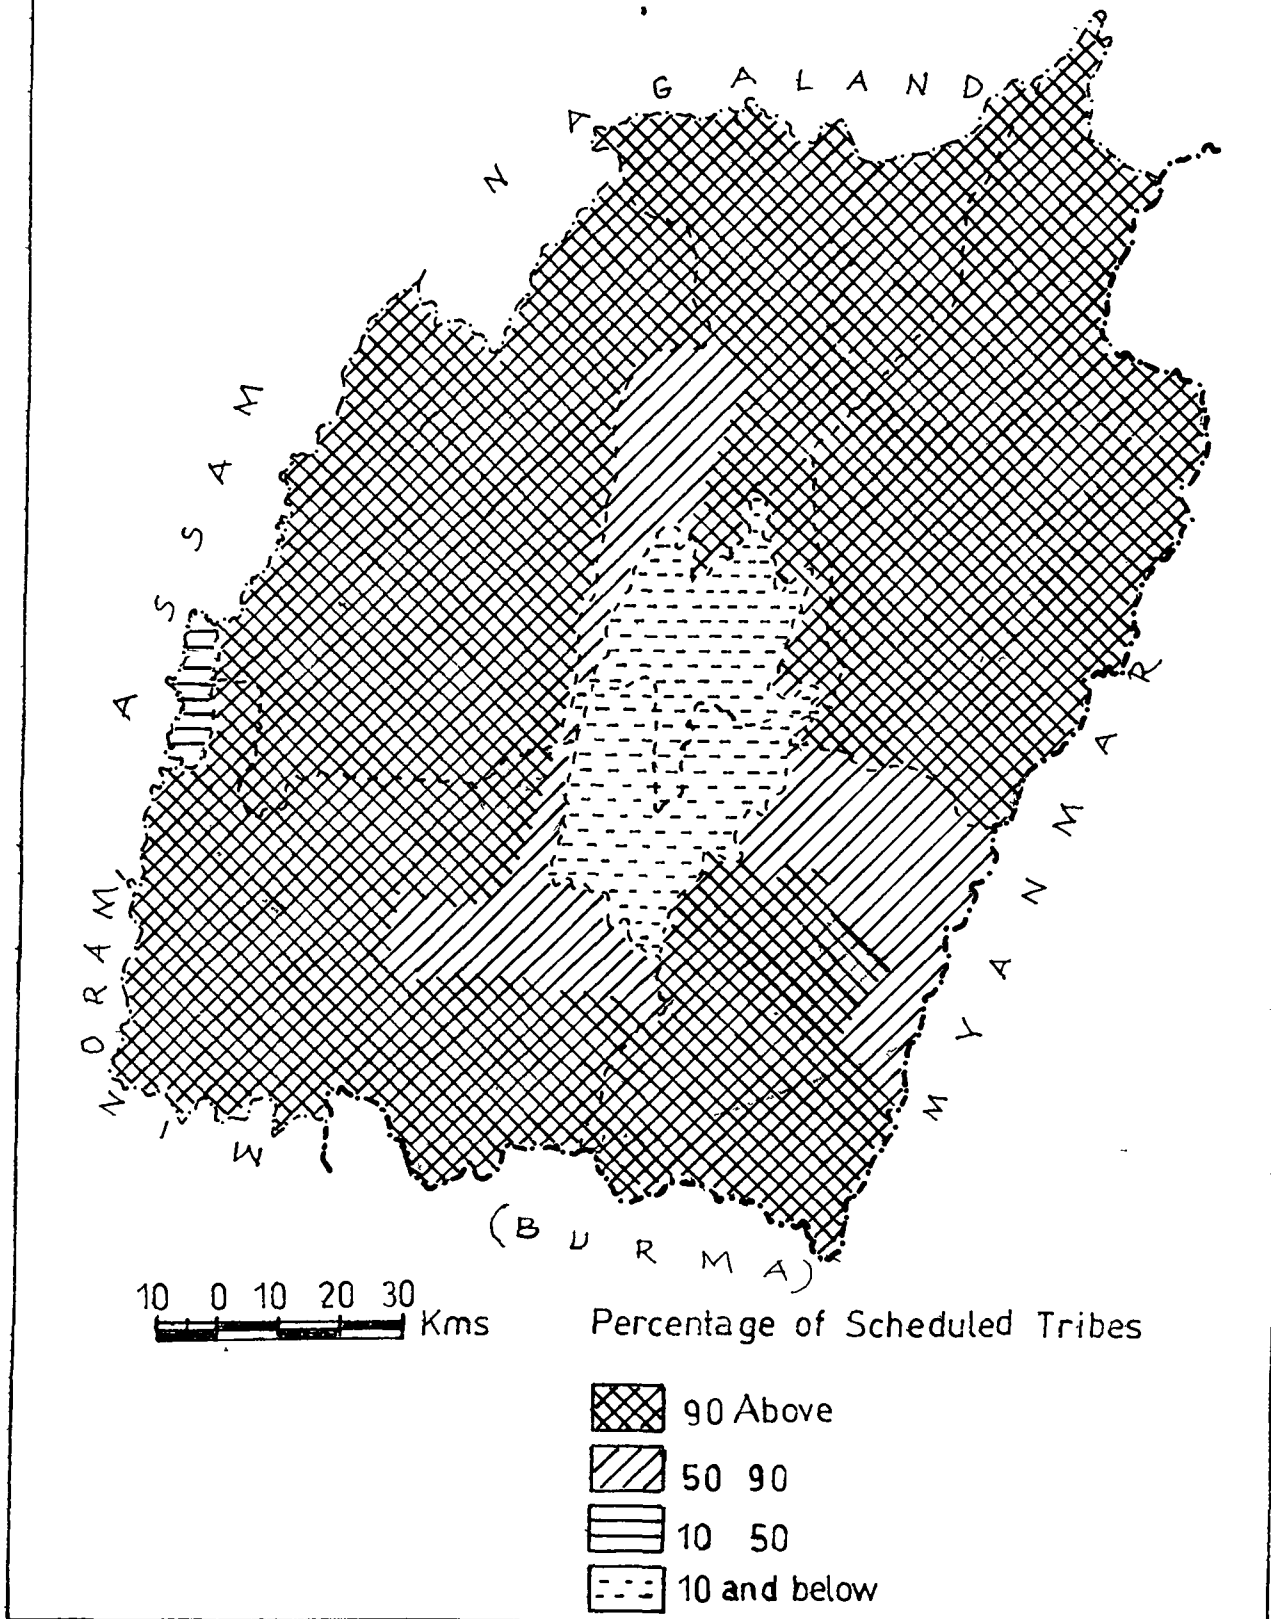 NAGALAND
ASSAM
MIZORAM
MYANMAR
(BURMA)
10 0 10 20 30
Kms
Percentage of Scheduled Tribes
90 Above
50 90
10 50
10 and below